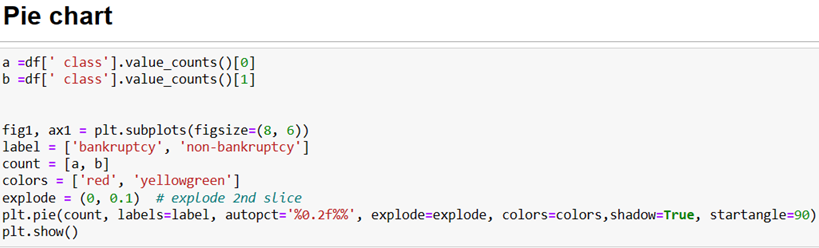 Pie chart
a =df[' class'].value_counts()[0]
b =df[' class'].value_counts()[1]
fig1, ax1 = plt.subplots(figsize=(8, 6))
label = ['bankruptcy', 'non-bankruptcy']
count = [a, b]
colors = ['red', 'yellowgreen']
explode = (0, 0.1)  # explode 2nd slice
plt.pie(count, labels=label, autopct='%0.2f%%', explode=explode, colors=colors,shadow=True, startangle=90)
plt.show()